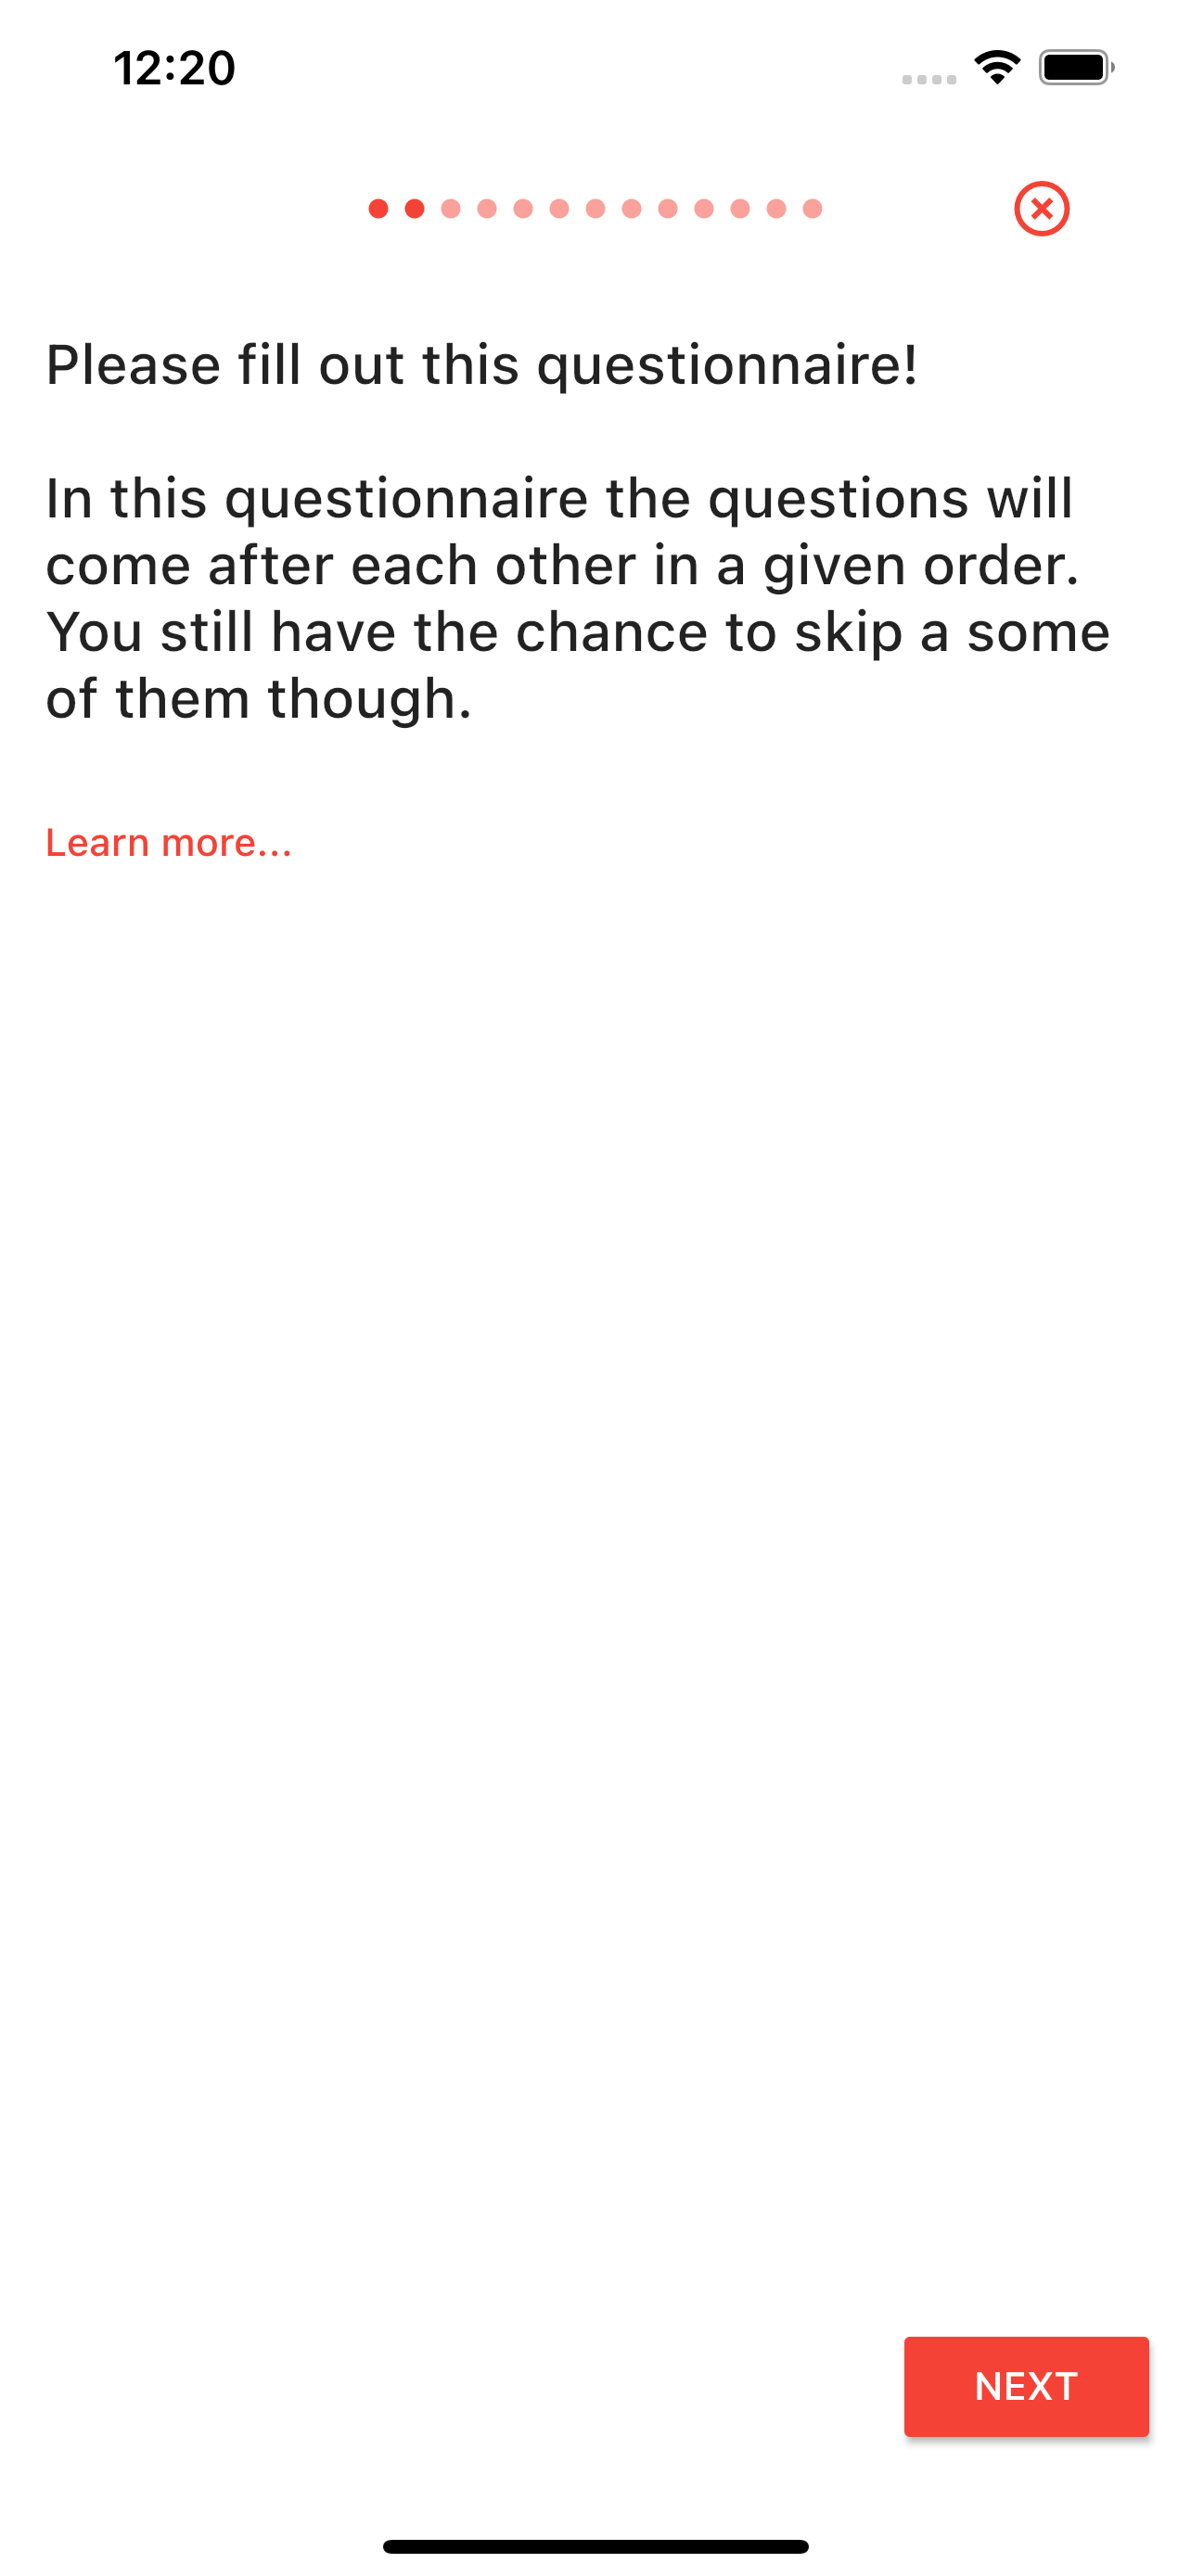 12:20
Please fill out this questionnaire!
In this questionnaire the questions will
come after each other in a given order.
You still have the chance to skip a some
of them though.
Learn more...
NEXT